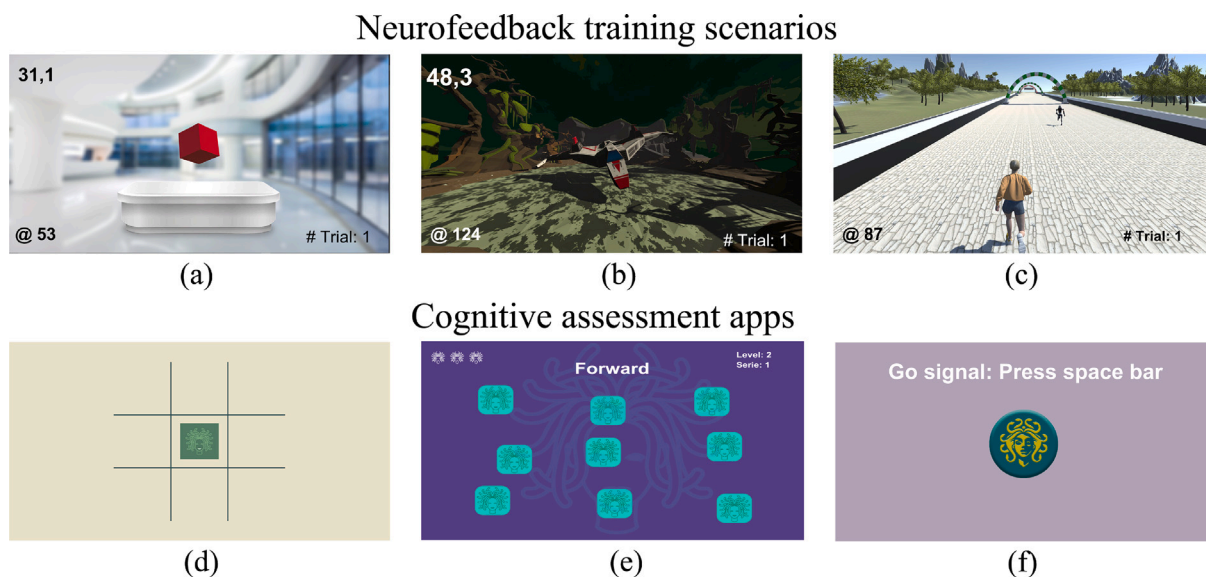 Neurofeedback training scenarios
31,1
@ 53
# Trial: 1
(a)
48,3
@ 124
# Trial: 1
(b)
@ 87
# Trial: 1
(c)
Cognitive assessment apps
(d)
Forward
Level: 2
Serie: 1
(e)
Go signal: Press space bar
(f)